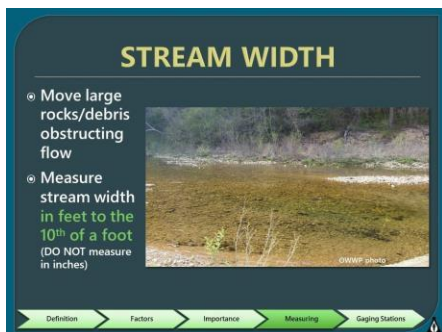 STREAM WIDTH
Move large
rocks/debris
obstructing
flow
Measure
stream width
in feet to the
10th of a foot
(DO NOT measure
in inches)
OWWP photo
Definition
Factors
Importance
Measuring
Gaging Stations